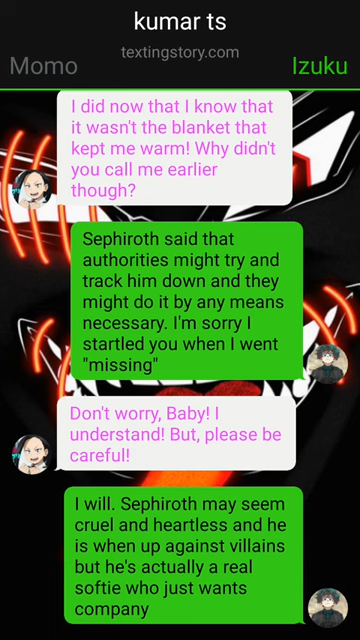 kumar ts
textingstory.com
Momo
Izuku
I did now that I know that
it wasn't the blanket that
kept me warm! Why didn't
you call me earlier
though?
Sephiroth said that
authorities might try and
track him down and they
might do it by any means
necessary. I'm sorry I
startled you when I went
"missing"
Don't worry, Baby! I
understand! But, please be
careful!
I will. Sephiroth may seem
cruel and heartless and he
is when up against villains
but he's actually a real
softie who just wants
company